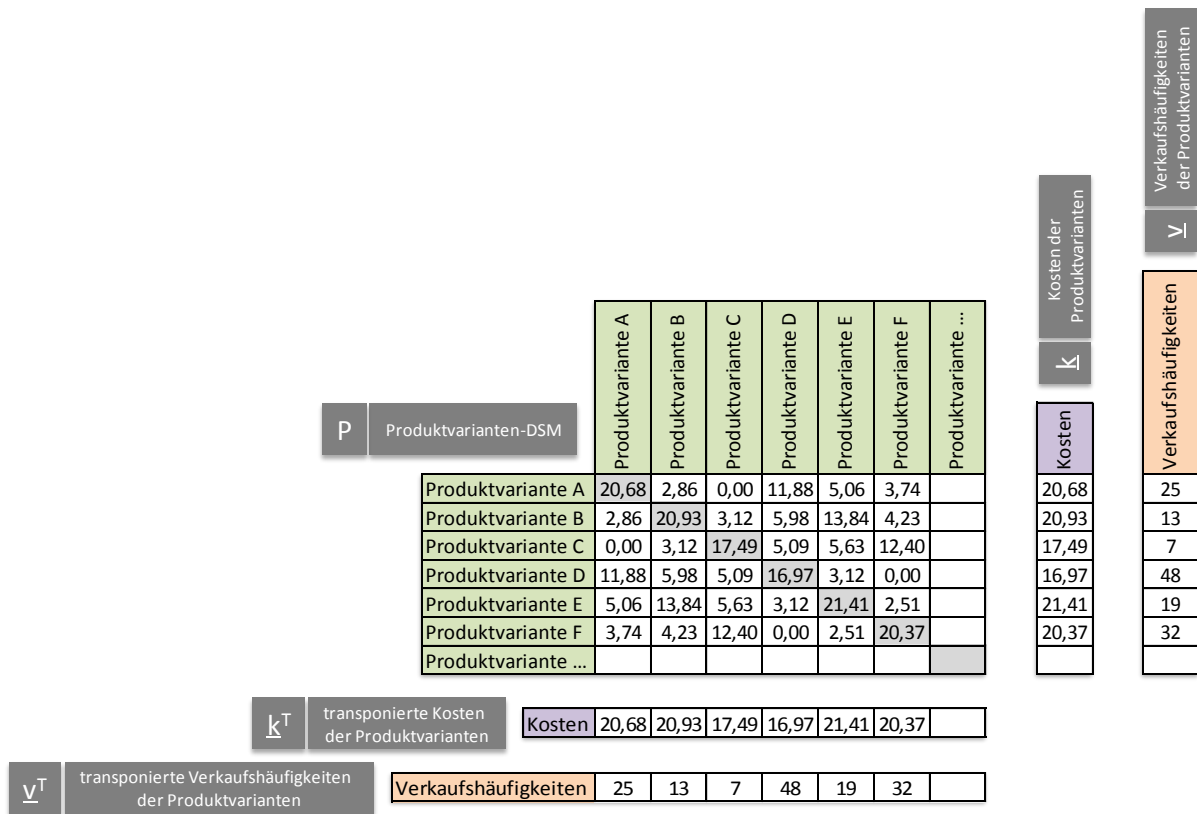 Verkaufshäufigkeiten
der Produktvarianten
v
Kosten der
Produktvarianten
k
P Produktvarianten-DSM
Produktvariante A
Produktvariante B
Produktvariante C
Produktvariante D
Produktvariante E
Produktvariante F
Produktvariante ...
Kosten
Verkaufshäufigkeiten
Produktvariante A 20,68 2,86 0,00 11,88 5,06 3,74 20,68 25
Produktvariante B 2,86 20,93 3,12 5,98 13,84 4,23 20,93 13
Produktvariante C 0,00 3,12 17,49 5,09 5,63 12,40 17,49 7
Produktvariante D 11,88 5,98 5,09 16,97 3,12 0,00 16,97 48
Produktvariante E 5,06 13,84 5,63 3,12 21,41 2,51 21,41 19
Produktvariante F 3,74 4,23 12,40 0,00 2,51 20,37 20,37 32
Produktvariante ...
k^T
transponierte Kosten
der Produktvarianten
Kosten 20,68 20,93 17,49 16,97 21,41 20,37
v^T
transponierte Verkaufshäufigkeiten
der Produktvarianten
Verkaufshäufigkeiten 25 13 7 48 19 32